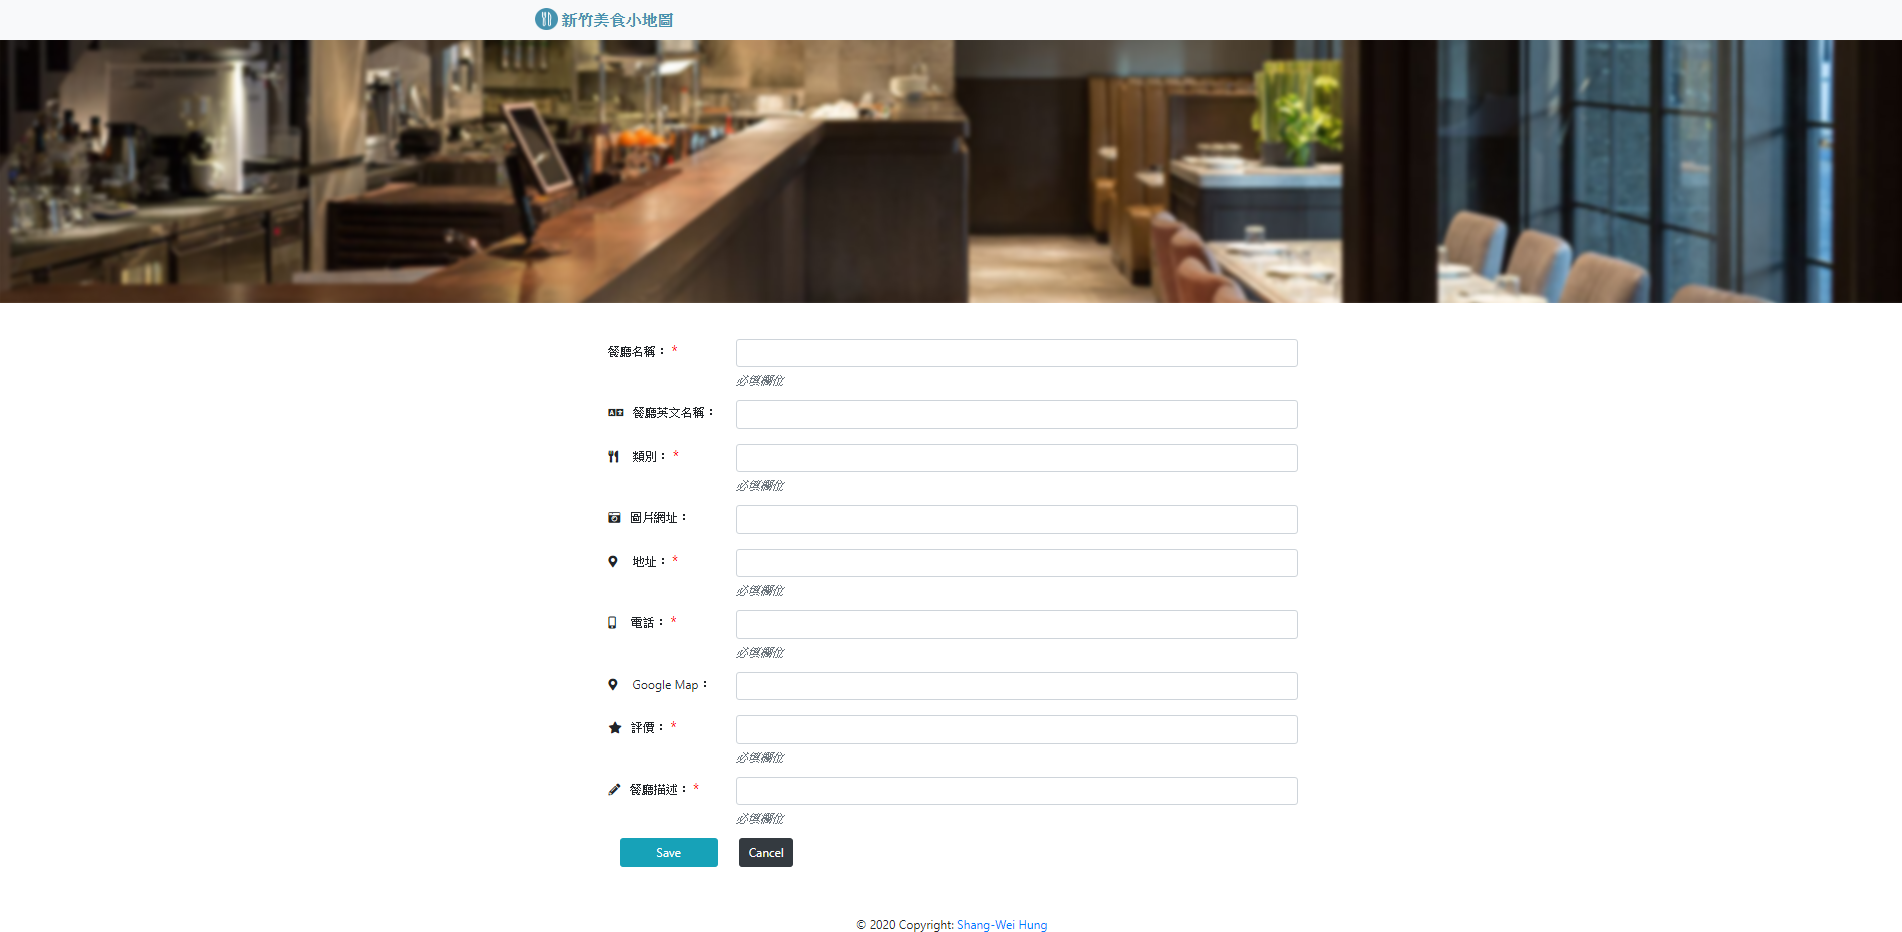 新竹美食小地圖
餐廳名稱： *
必填欄位
餐廳英文名稱：
類別： *
必填欄位
圖片網址：
地址： *
必填欄位
電話： *
必填欄位
Google Map：
評價： *
必填欄位
餐廳描述： *
必填欄位
Save Cancel
© 2020 Copyright: Shang-Wei Hung